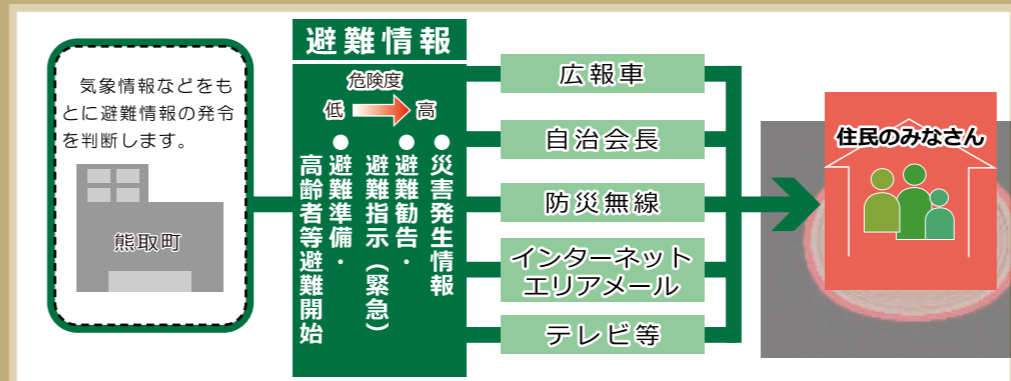 気象情報などをも
とに避難情報の発令
を判断します。
熊取町
避難情報
危険度
低
高
●避難準備・
高齢者等避難開始
●避難勧告・
避難指示（緊急）
●災害発生情報
広報車
自治会長
防災無線
インターネット
エリアメール
テレビ等
住民のみなさん